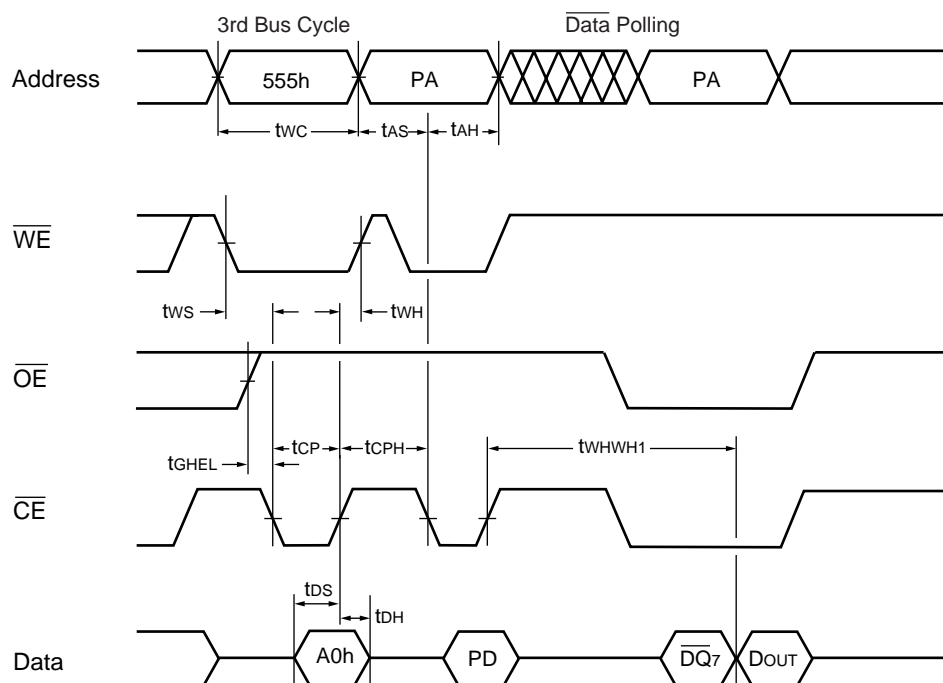 3rd Bus Cycle Data Polling
Address 555h PA PA
tWC tAS tAH
WE
tWS tWH
OE
tCP tCPH tWHWH1
tGHEL
CE
tDS
tDH
Data A0h PD DQ7 DOUT